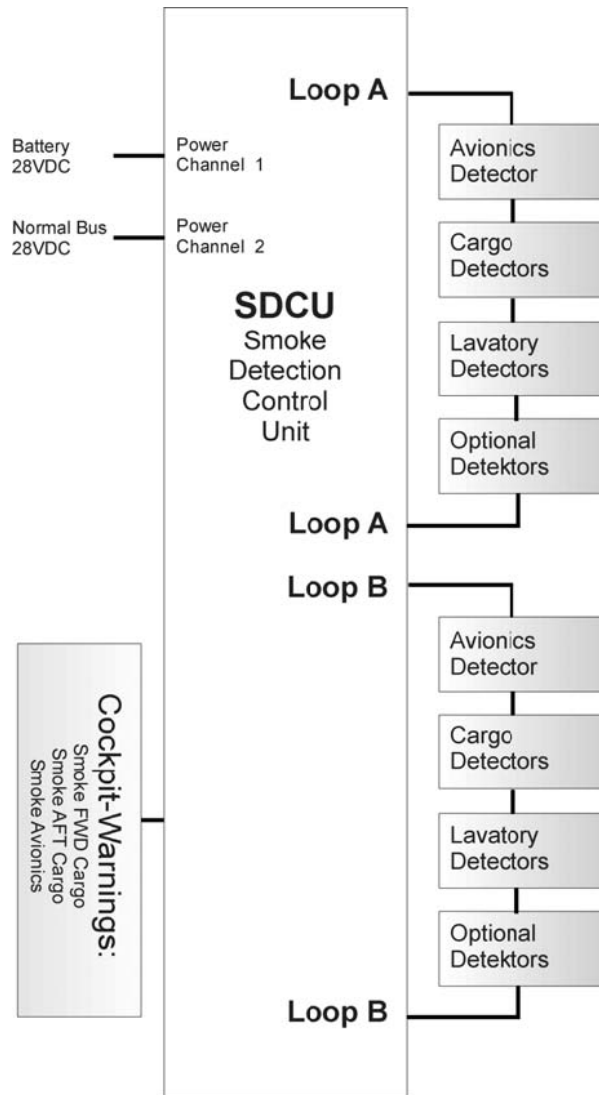 Loop A
Battery
28VDC
Power
Channel 1
Normal Bus
28VDC
Power
Channel 2
SDCU
Smoke
Detection
Control
Unit
Avionics
Detector
Cargo
Detectors
Lavatory
Detectors
Optional
Detektors
Loop A
Loop B
Avionics
Detector
Cargo
Detectors
Lavatory
Detectors
Optional
Detektors
Loop B
Cockpit-Warnings:
Smoke FWD Cargo
Smoke AFT Cargo
Smoke Avionics